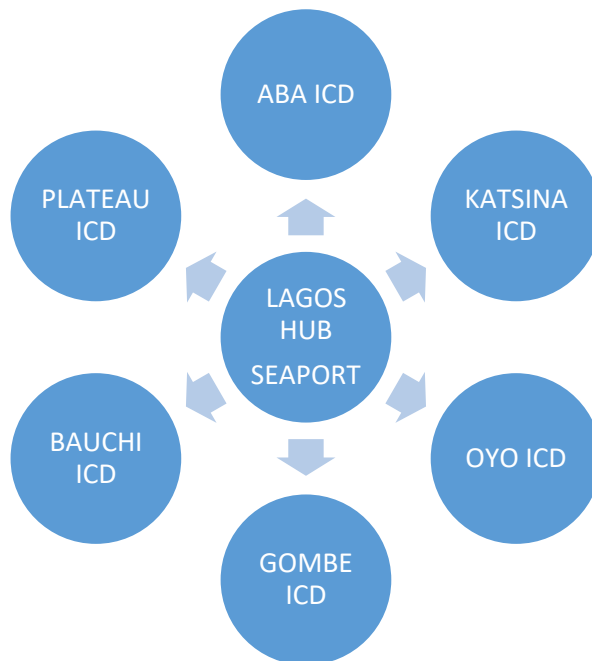 ABA ICD
PLATEAU
ICD
KATSINA
ICD
LAGOS
HUB
SEAPORT
BAUCHI
ICD
OYO ICD
GOMBE
ICD